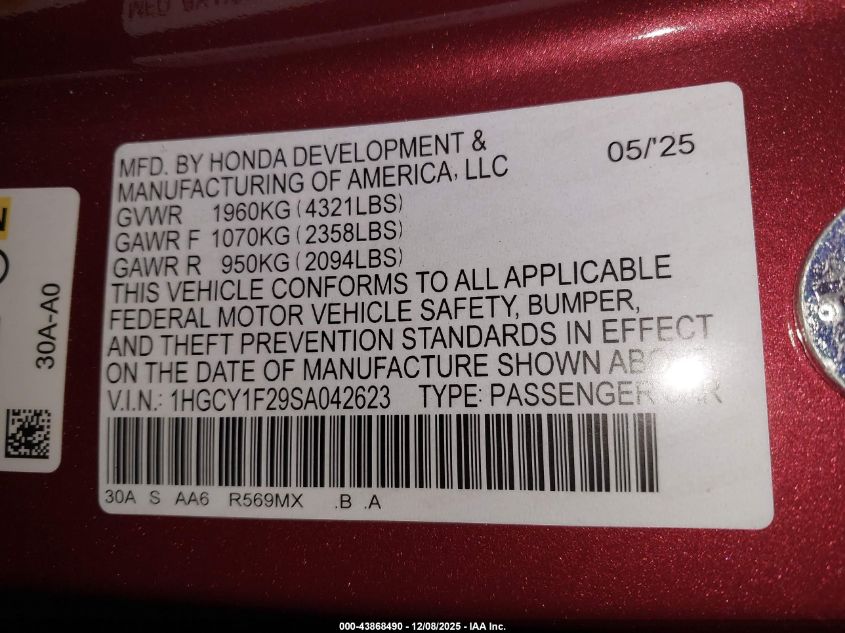 MFD. BY HONDA DEVELOPMENT & 05/'25
MANUFACTURING OF AMERICA, LLC
GVWR 1960KG (4321LBS)
GAWR F 1070KG (2358LBS)
GAWR R 950KG (2094LBS)
THIS VEHICLE CONFORMS TO ALL APPLICABLE
FEDERAL MOTOR VEHICLE SAFETY, BUMPER,
AND THEFT PREVENTION STANDARDS IN EFFECT
ON THE DATE OF MANUFACTURE SHOWN
V.I.N.: 1HGCY1F29SA042623 TYPE: PASSENGER
30A S AA6 R569MX .B .A
30A-A0
000-43868490 - 12/08/2025 - IAA Inc.